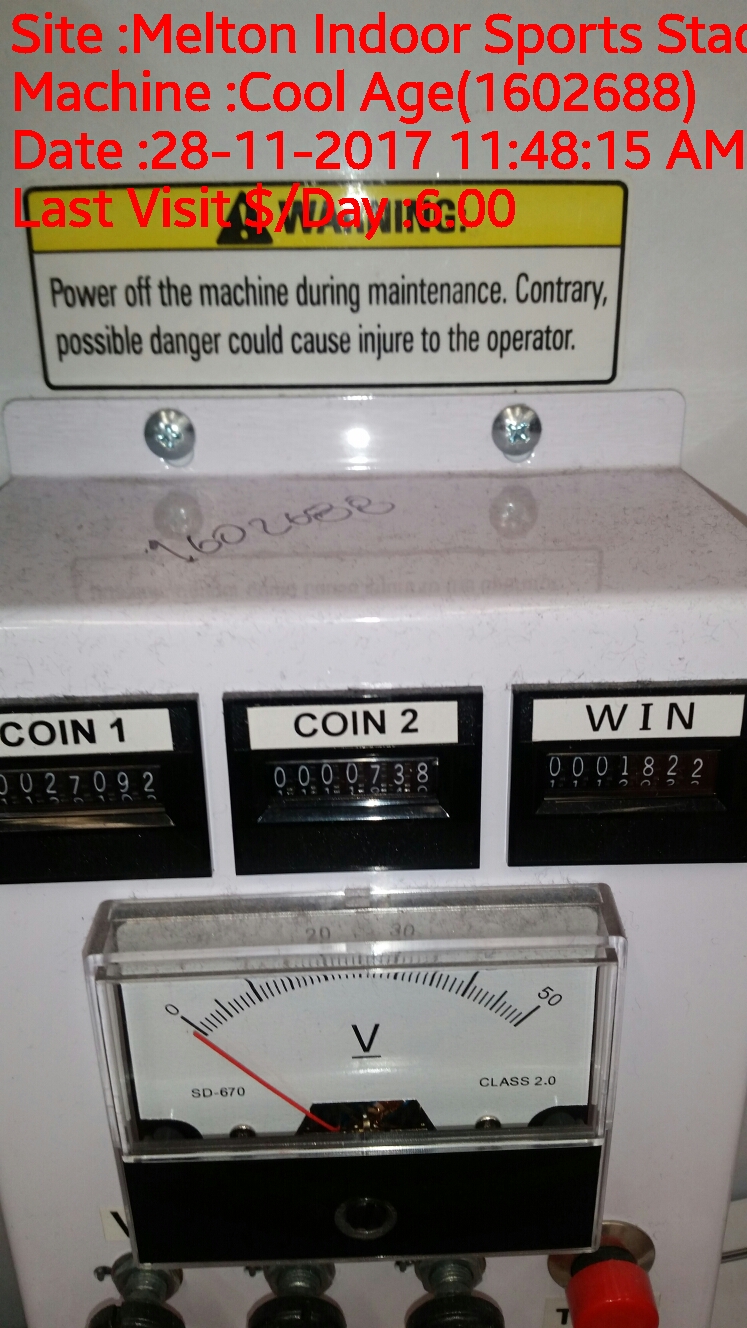 Site :Melton Indoor Sports Stad
Machine :Cool Age(1602688)
Date :28-11-2017 11:48:15 AM
Last Visit $/Day :6.00
WARNING!
Power off the machine during maintenance. Contrary,
possible danger could cause injure to the operator.
1602688
COIN 1
COIN 2
WIN
0027092
0000738
0001822
20 30
0 50
V
SD-670
CLASS 2.0